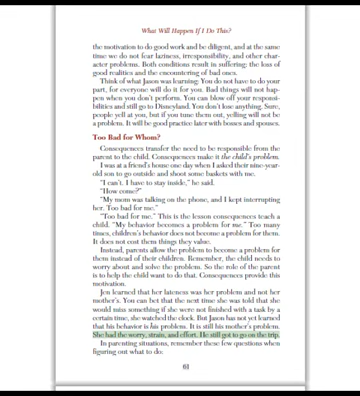 What Will Happen If I Do This?
the motivation to do good work and be diligent, and at the same
time we do not fear laziness, irresponsibility, and other char-
acter problems. Both conditions result in suffering: the loss of
good realities and the encountering of bad ones.
Think of what Jason was learning: You do not have to do your
part, for everyone will do it for you. Bad things will not hap-
pen when you don't perform. You can blow off your responsi-
bilities and still go to Disneyland. You don't lose anything. Sure,
people yell at you, but if you tune them out, yelling will not be
a problem. It will be good practice later with bosses and spouses.
Too Bad for Whom?
Consequences transfer the need to be responsible from the
parent to the child. Consequences make it the child's problem.
I was at a friend's house one day when I asked their nine-year-
old son to go outside and shoot some baskets with me.
"I can't. I have to stay inside," he said.
"How come?"
"My mom was talking on the phone, and I kept interrupting
her. Too bad for me."
"Too bad for me." This is the lesson consequences teach a
child. "My behavior becomes a problem for me." Too many
times, children's behavior does not become a problem for them.
It does not cost them things they value.
Instead, parents allow the problem to become a problem for
them instead of their children. Remember, the child needs to
worry about and solve the problem. So the role of the parent
is to help the child want to do that. Consequences provide this
motivation.
Jen learned that her lateness was her problem and not her
mother's. You can bet that the next time she was told that she
would miss something if she were not finished with a task by a
certain time, she watched the clock. But Jason has not yet learned
that his behavior is his problem. It is still his mother's problem.
She had the worry, strain, and effort. He still got to go on the trip.
In parenting situations, remember these few questions when
figuring out what to do:
61